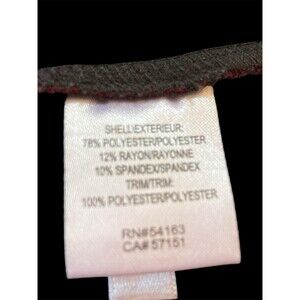 SHELL/EXTERIEUR:
78% POLYESTER/POLYESTER
12% RAYON/RAYONNE
10% SPANDEX/SPANDEX
TRIM/TRIM:
100% POLYESTER/POLYESTER
RN#54163
CA#57151